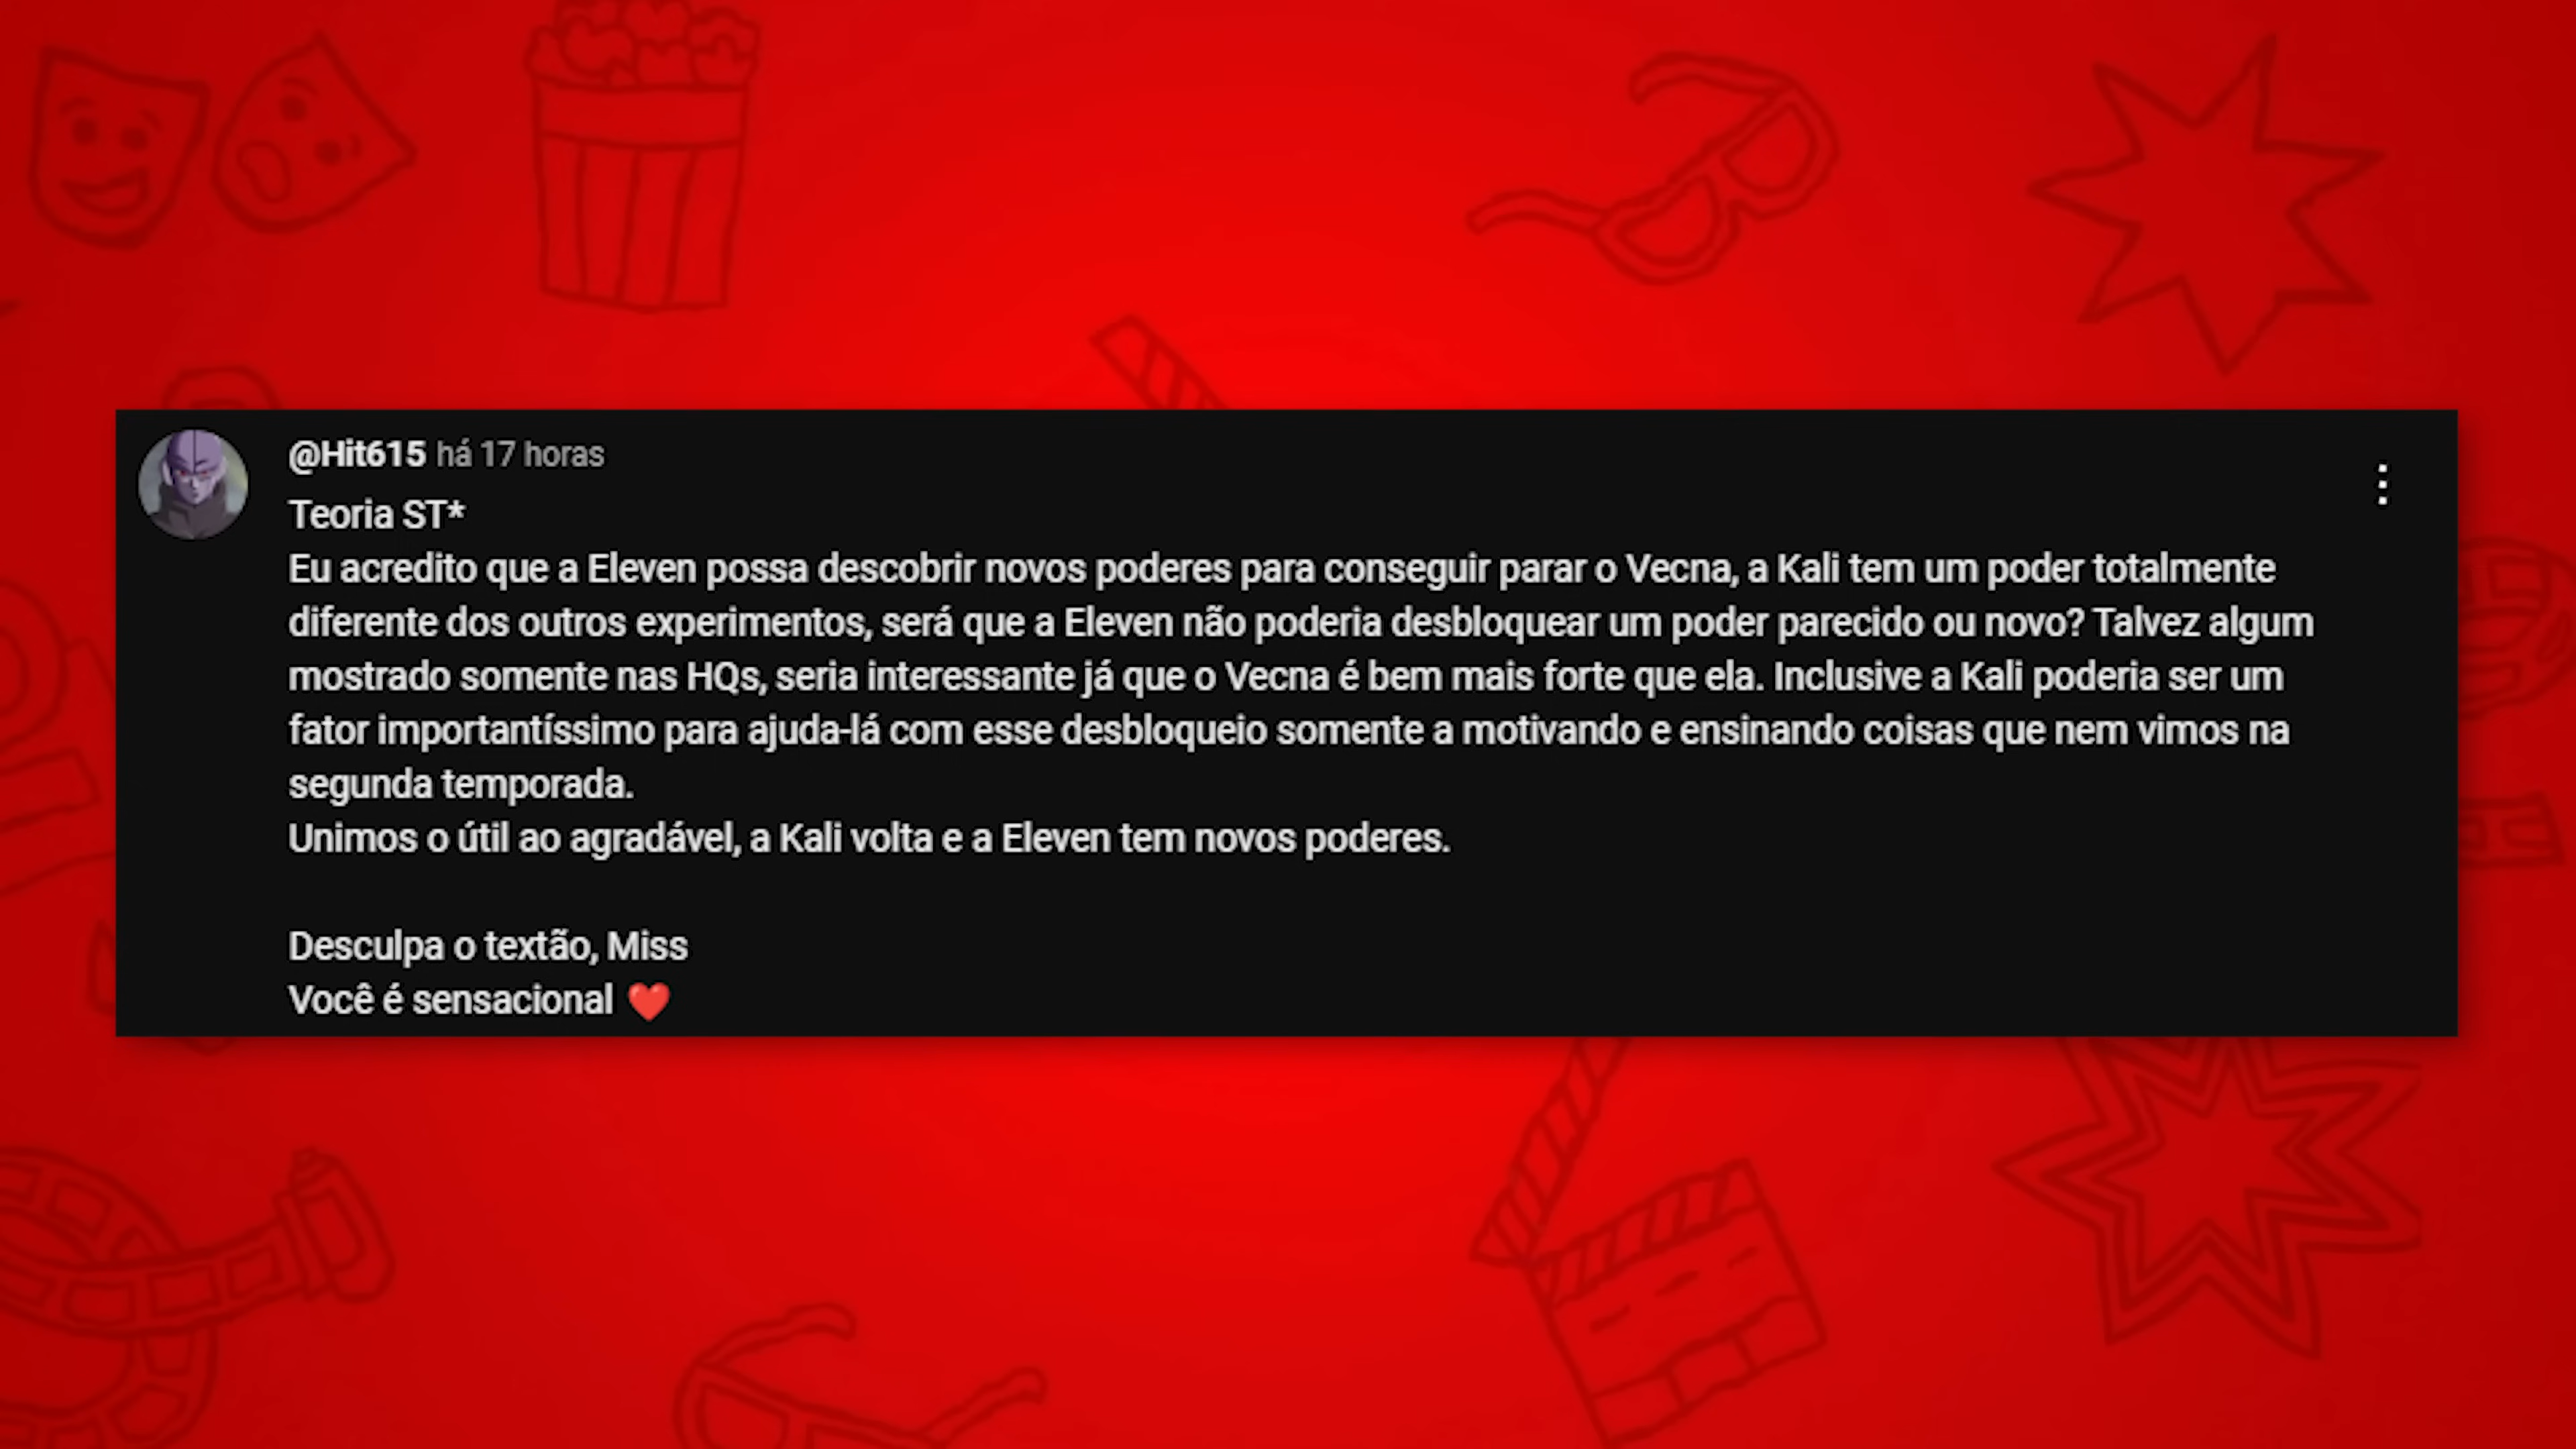 @Hit615 há 17 horas
Teoria ST*
Eu acredito que a Eleven possa descobrir novos poderes para conseguir parar o Vecna, a Kali tem um poder totalmente
diferente dos outros experimentos, será que a Eleven não poderia desbloquear um poder parecido ou novo? Talvez algum
mostrado somente nas HQs, seria interessante já que o Vecna é bem mais forte que ela. Inclusive a Kali poderia ser um
fator importantíssimo para ajuda-lá com esse desbloqueio somente a motivando e ensinando coisas que nem vimos na
segunda temporada.
Unimos o útil ao agradável, a Kali volta e a Eleven tem novos poderes.
Desculpa o textão, Miss
Você é sensacional ❤️